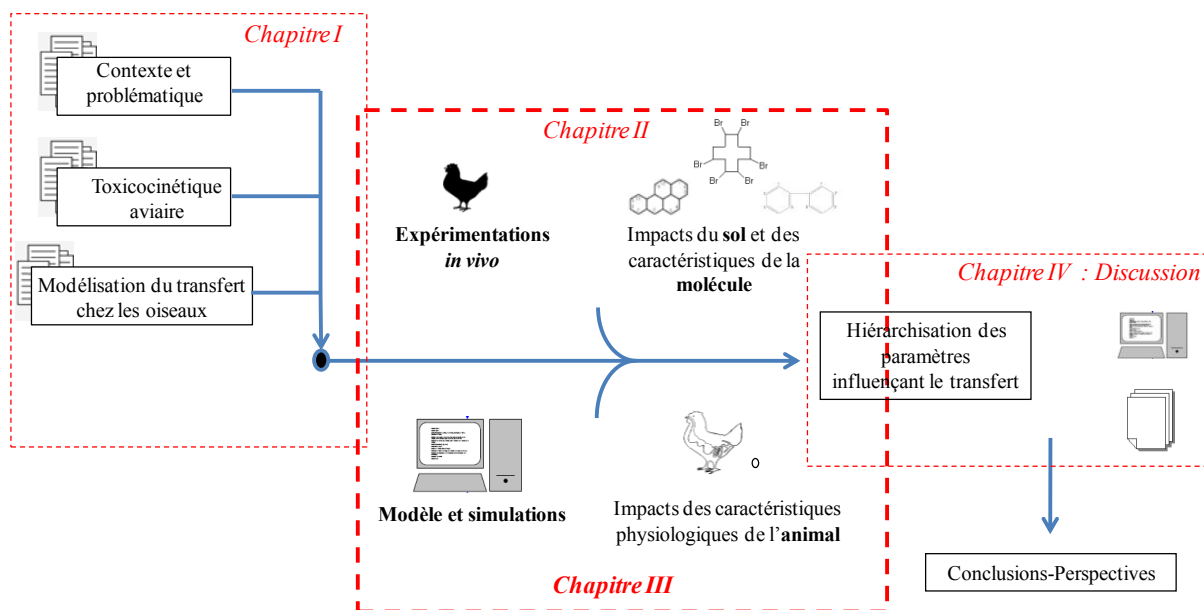 Chapitre I
Contexte et
problématique
Toxicocinétique
aviaire
Modélisation du transfert
chez les oiseaux
Chapitre II
Br
Br
Br
Br
Br
Br
Expérimentations
in vivo
Impacts du sol et des
caractéristiques de la
molécule
Modèle et simulations
Impacts des caractéristiques
physiologiques de l'animal
Chapitre III
Chapitre IV : Discussion
Hiérarchisation des
paramètres
influençant le transfert
Conclusions-Perspectives